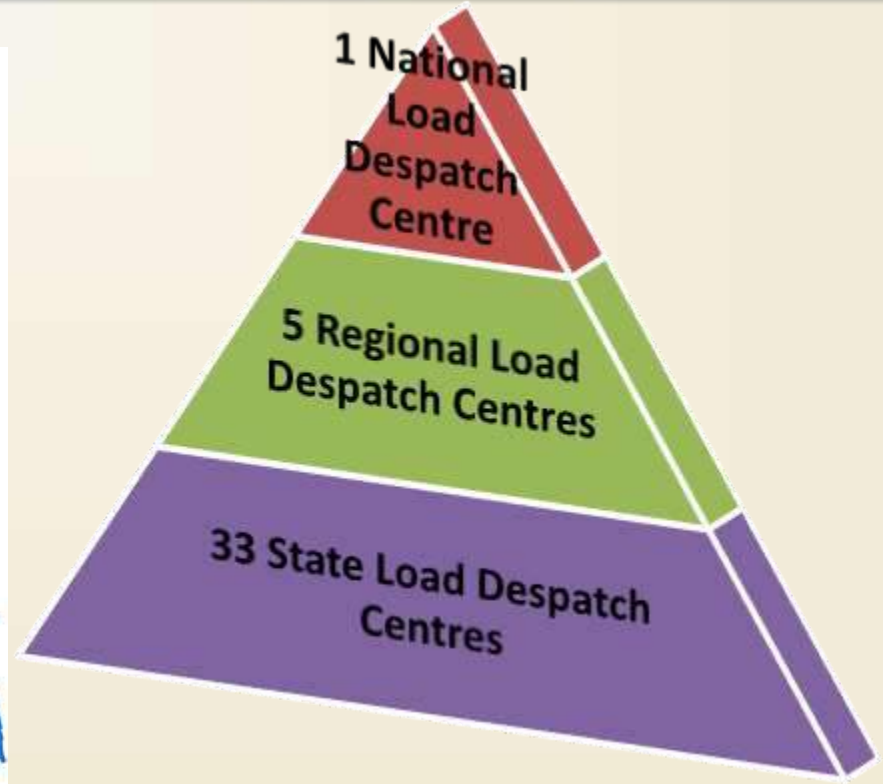 1 National
Load
Despatch
Centre
5 Regional Load
Despatch Centres
33 State Load Despatch
Centres